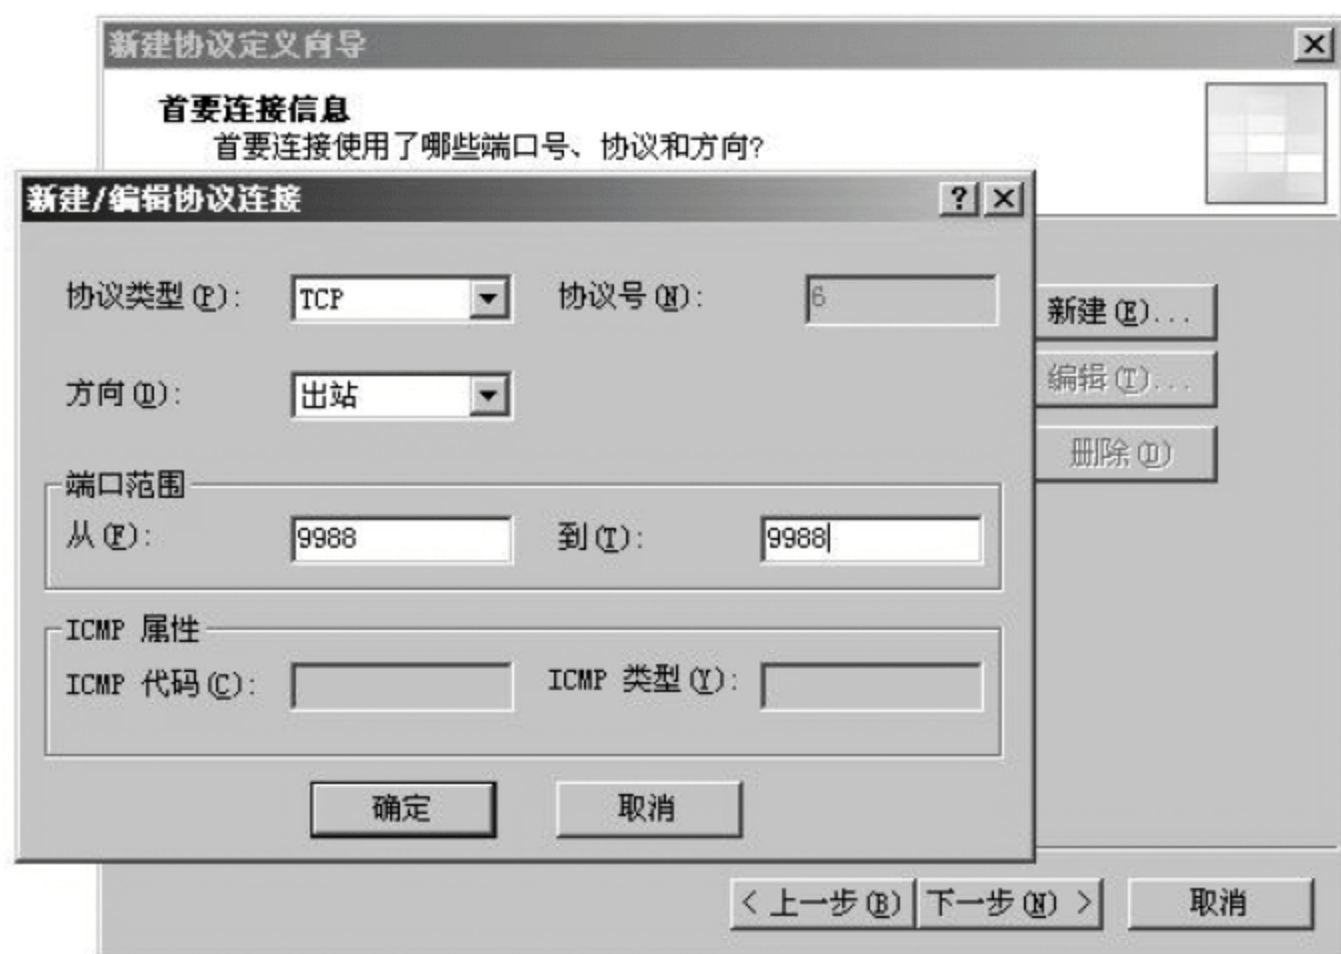 新建协议定义向导
首要连接信息
首要连接使用了哪些端口号、协议和方向?
新建/编辑协议连接
协议类型(P): TCP 协议号(N): 6
新建(E)...
方向(D): 出站
编辑(T)...
删除(D)
端口范围
从(F): 9988 到(T): 9988
ICMP 属性
ICMP 代码(C): ICMP 类型(Y):
确定 取消
< 上一步(B) 下一步(N) > 取消